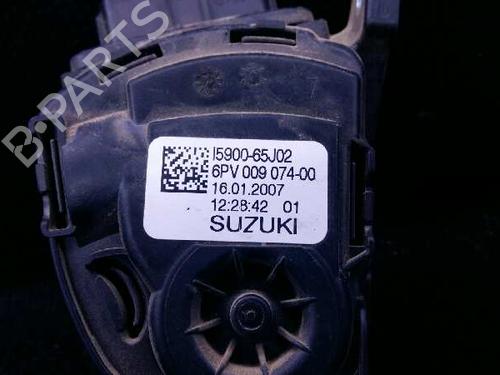 B-PARTS
I5900-65J02
6PV 009 074-00
16.01.2007
12:28:42 01
SUZUKI